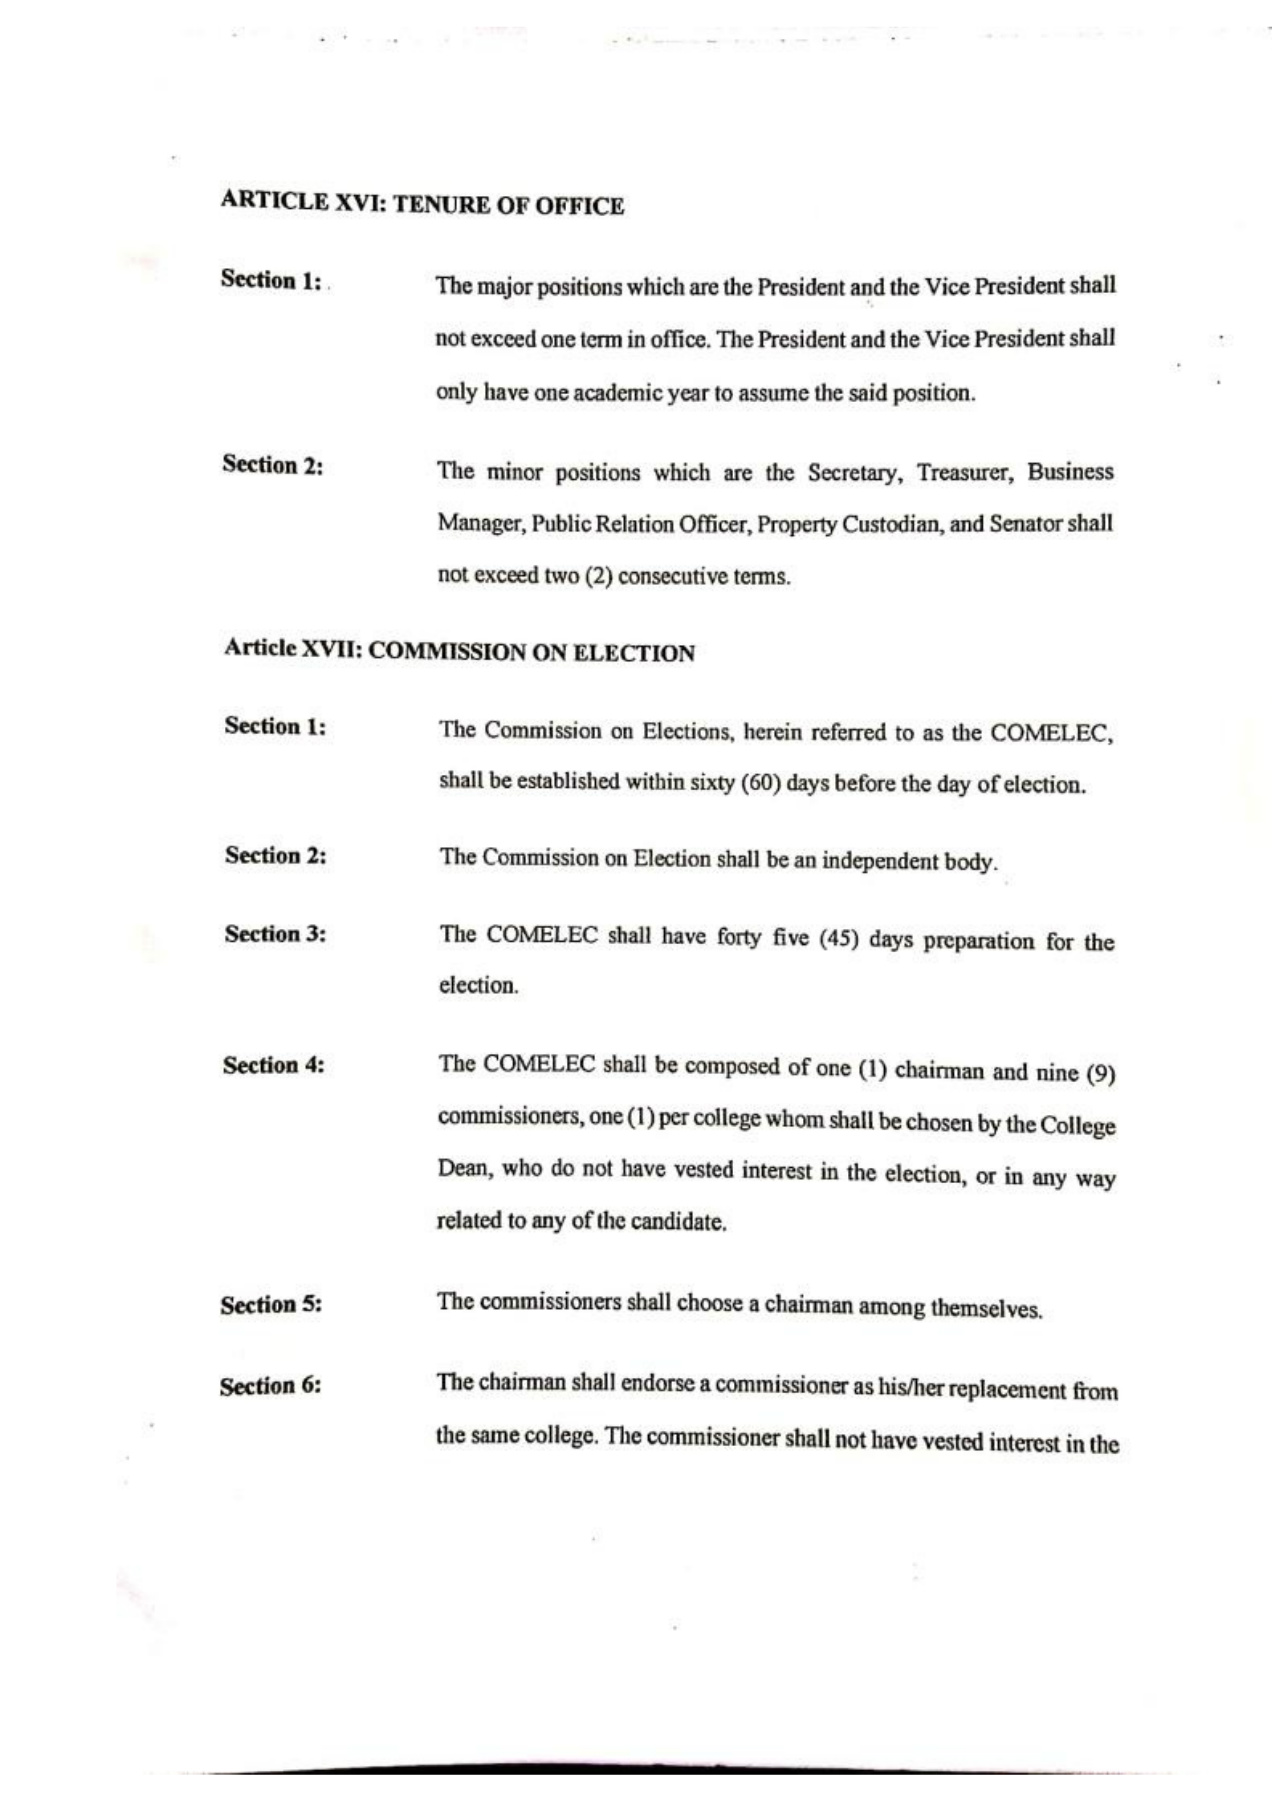 ARTICLE XVI: TENURE OF OFFICE
Section 1: The major positions which are the President and the Vice President shall
not exceed one term in office. The President and the Vice President shall
only have one academic year to assume the said position.
Section 2: The minor positions which are the Secretary, Treasurer, Business
Manager, Public Relation Officer, Property Custodian, and Senator shall
not exceed two (2) consecutive terms.
Article XVII: COMMISSION ON ELECTION
Section 1: The Commission on Elections, herein referred to as the COMELEC,
shall be established within sixty (60) days before the day of election.
Section 2: The Commission on Election shall be an independent body.
Section 3: The COMELEC shall have forty five (45) days preparation for the
election.
Section 4: The COMELEC shall be composed of one (1) chairman and nine (9)
commissioners, one (1) per college whom shall be chosen by the College
Dean, who do not have vested interest in the election, or in any way
related to any of the candidate.
Section 5: The commissioners shall choose a chairman among themselves.
Section 6: The chairman shall endorse a commissioner as his/her replacement from
the same college. The commissioner shall not have vested interest in the